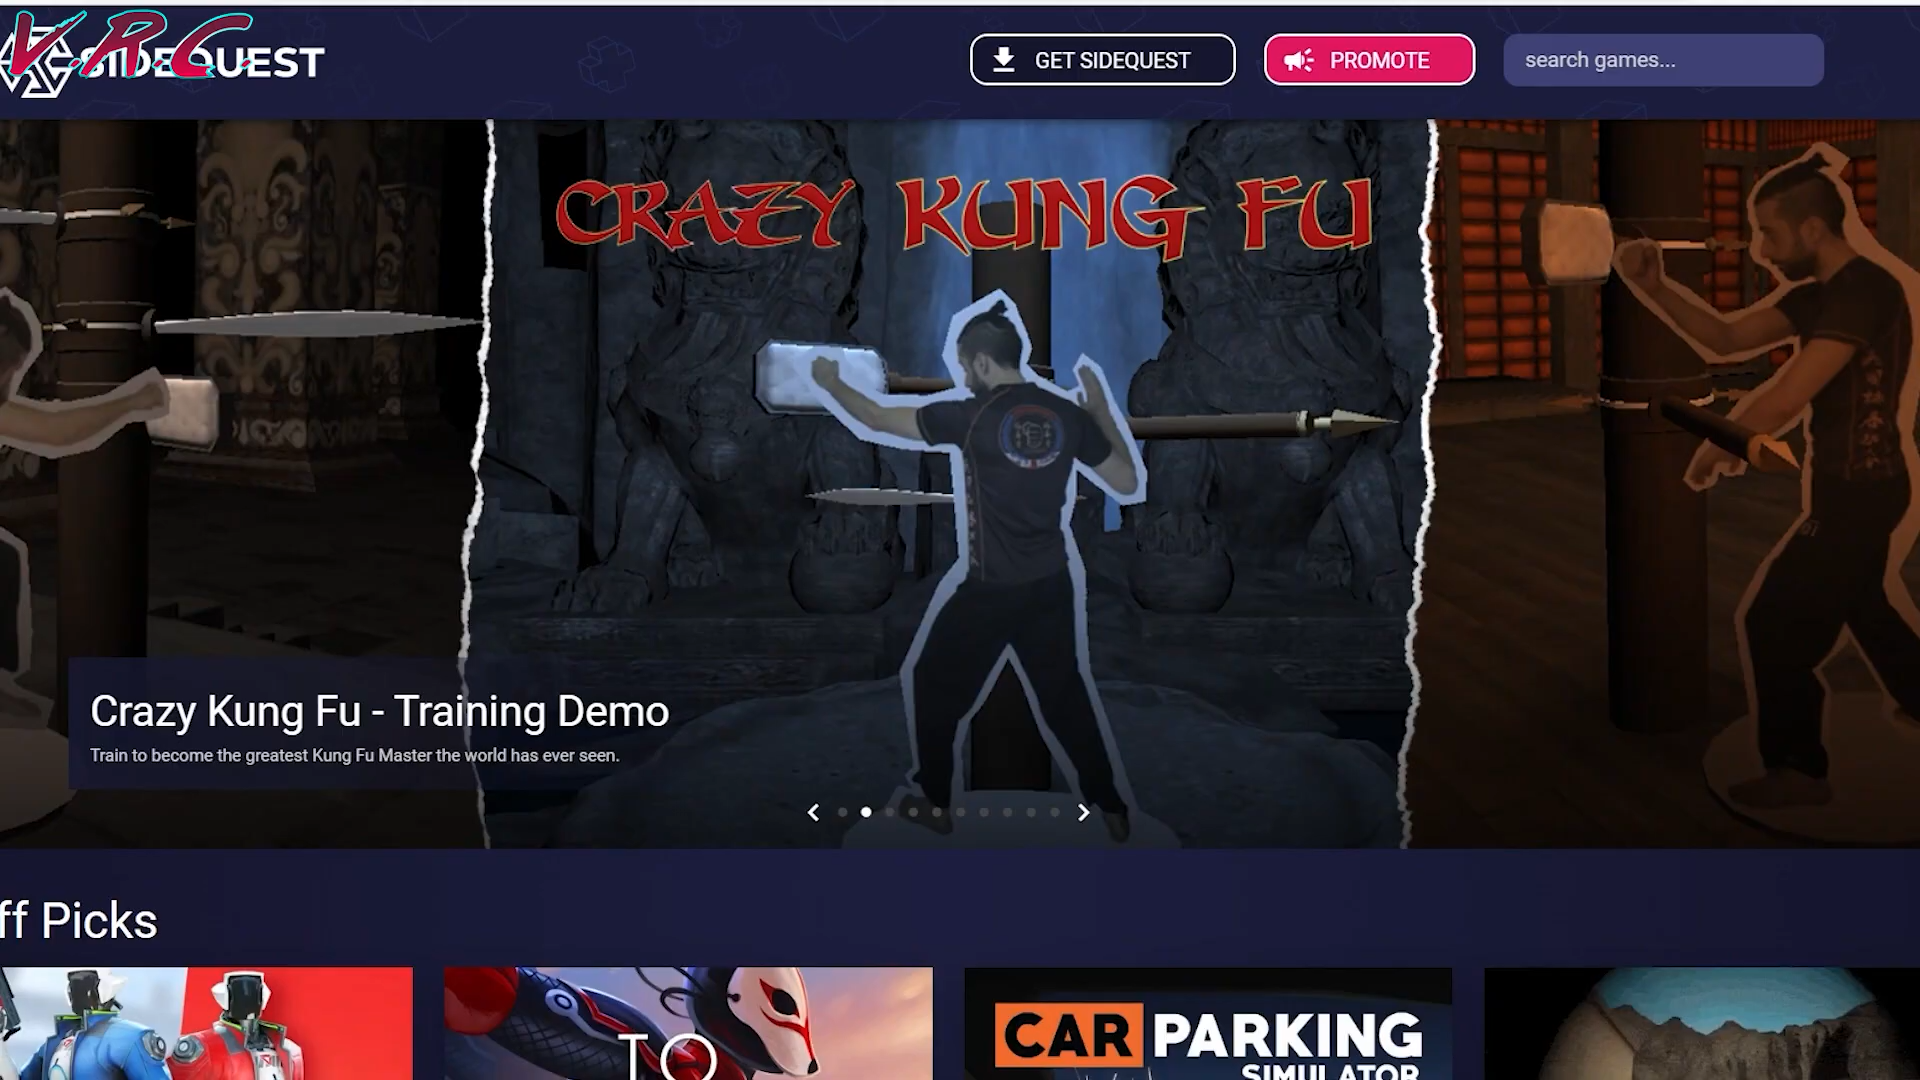 V.R.C.
SIDEQUEST
GET SIDEQUEST
PROMOTE
search games...
CRAZY KUNG FU
Crazy Kung Fu - Training Demo
Train to become the greatest Kung Fu Master the world has ever seen.
ff Picks
TO
CAR PARKING
SIMULATOR